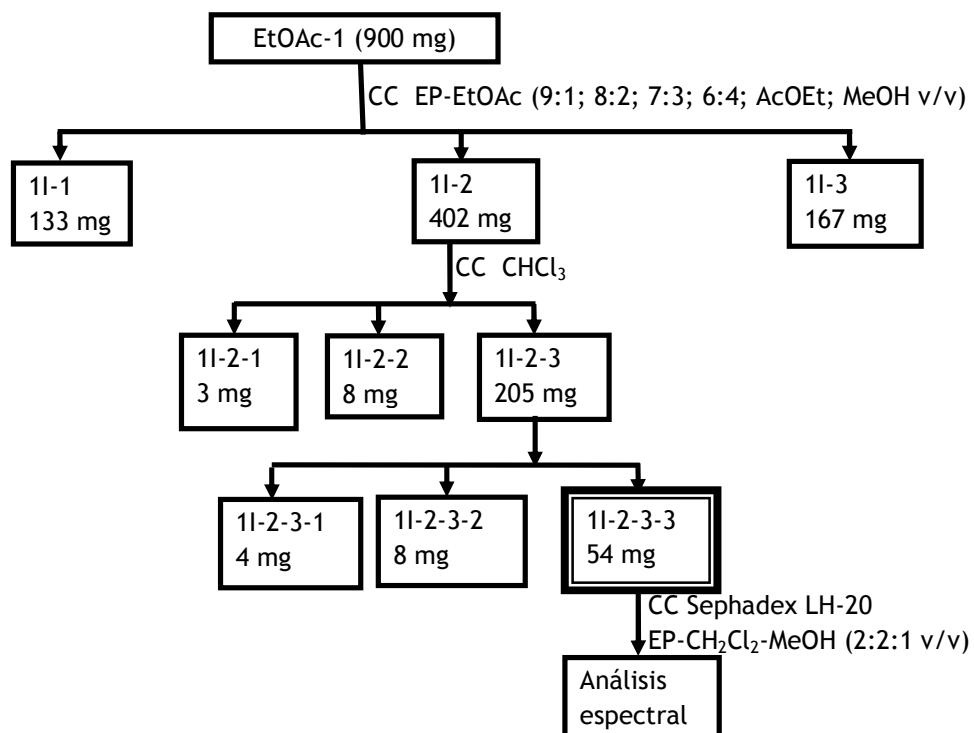 EtOAc-1 (900 mg)
CC EP-EtOAc (9:1; 8:2; 7:3; 6:4; AcOEt; MeOH v/v)
1I-1
133 mg
1I-2
402 mg
1I-3
167 mg
CC CHCl₃
1I-2-1
3 mg
1I-2-2
8 mg
1I-2-3
205 mg
1I-2-3-1
4 mg
1I-2-3-2
8 mg
1I-2-3-3
54 mg
CC Sephadex LH-20
EP-CH₂Cl₂-MeOH (2:2:1 v/v)
Análisis
espectral